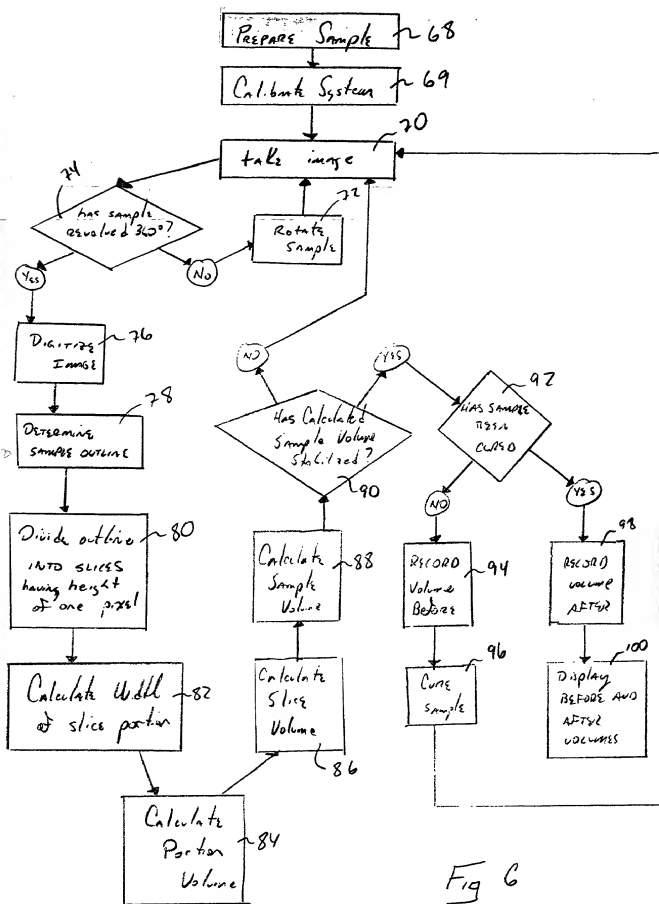 PREPARE SAMPLE
68
Calibrate System
69
take image
70
74
HAS SAMPLE
REVOLVED 360°?
72
ROTATE
SAMPLE
YES
NO
DIGITIZE
IMAGE
76
NO
YES
92
HAS SAMPLE
BEEN
CURED
DETERMINE
SAMPLE OUTLINE
78
Has Calculated
Sample Volume
Stabilized?
90
NO
YES
Divide outline
INTO SLICES
having height
of one pixel
80
Calculate
Sample
Volume
88
RECORD
Volume
Before
94
RECORD
VOLUME
AFTER
98
Calculate Width
of slice portion
82
Calculate
Slice
Volume
86
CURE
SAMPLE
96
DISPLAY
BEFORE AND
AFTER
VOLUMES
100
Calculate
Portion
Volume
84
Fig 6